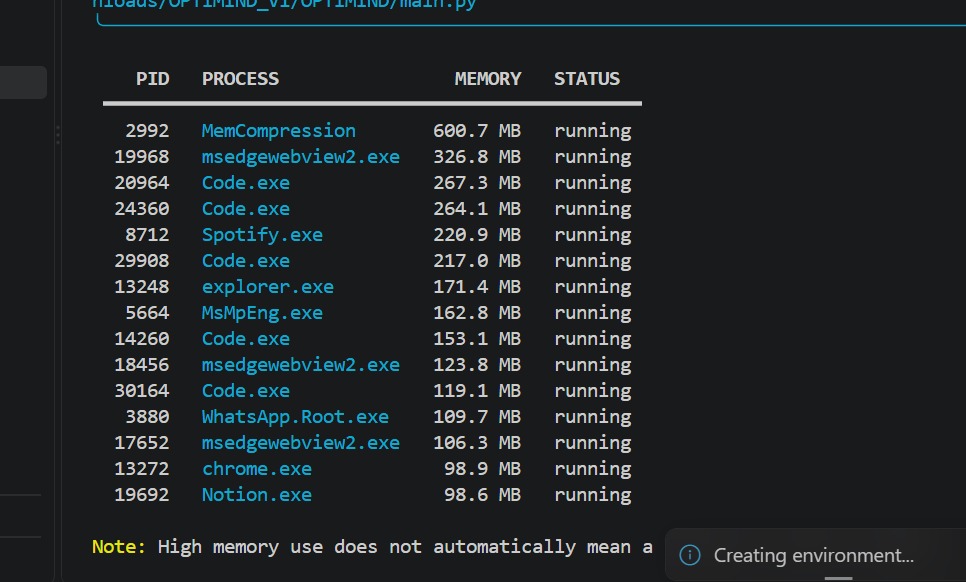 nloads/OPTIMIND_V1/OPTIMIND/main.py
PID PROCESS MEMORY STATUS
2992 MemCompression 600.7 MB running
19968 msedgewebview2.exe 326.8 MB running
20964 Code.exe 267.3 MB running
24360 Code.exe 264.1 MB running
8712 Spotify.exe 220.9 MB running
29908 Code.exe 217.0 MB running
13248 explorer.exe 171.4 MB running
5664 MsMpEng.exe 162.8 MB running
14260 Code.exe 153.1 MB running
18456 msedgewebview2.exe 123.8 MB running
30164 Code.exe 119.1 MB running
3880 WhatsApp.Root.exe 109.7 MB running
17652 msedgewebview2.exe 106.3 MB running
13272 chrome.exe 98.9 MB running
19692 Notion.exe 98.6 MB running
Note: High memory use does not automatically mean a
Creating environment...